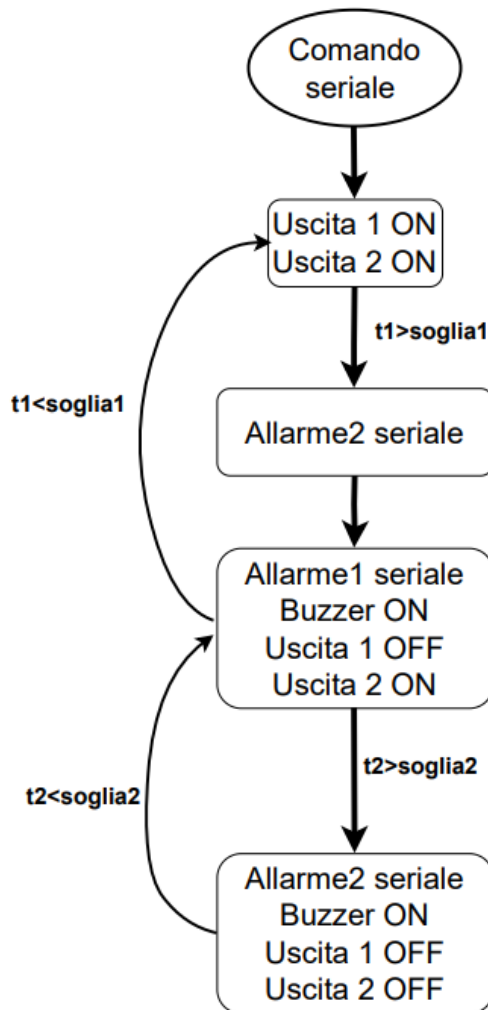 Comando
seriale
Uscita 1 ON
Uscita 2 ON
t1>soglia1
t1<soglia1
Allarme2 seriale
Allarme1 seriale
Buzzer ON
Uscita 1 OFF
Uscita 2 ON
t2>soglia2
t2<soglia2
Allarme2 seriale
Buzzer ON
Uscita 1 OFF
Uscita 2 OFF